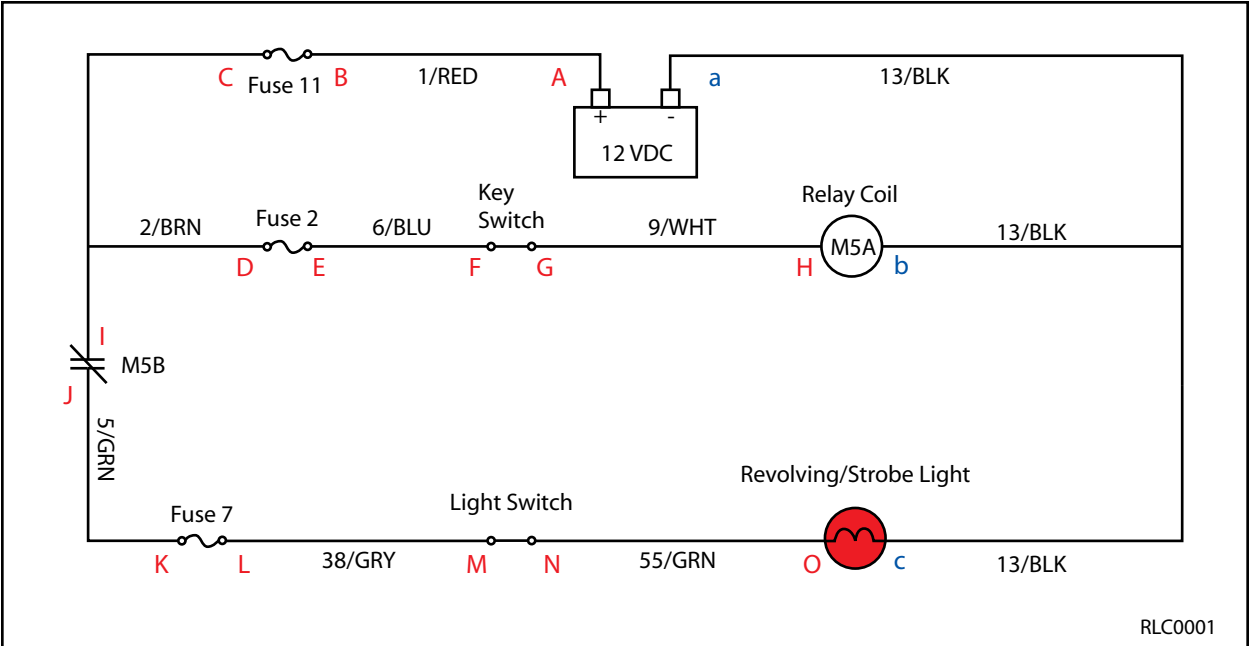 C
Fuse 11
B
1/RED
A
a
13/BLK
+
-
12 VDC
2/BRN
Fuse 2
6/BLU
Key
Switch
9/WHT
Relay Coil
M5A
13/BLK
D
E
F
G
H
b
I
M5B
J
5/GRN
Fuse 7
Light Switch
Revolving/Strobe Light
K
L
38/GRY
M
N
55/GRN
O
c
13/BLK
RLC0001